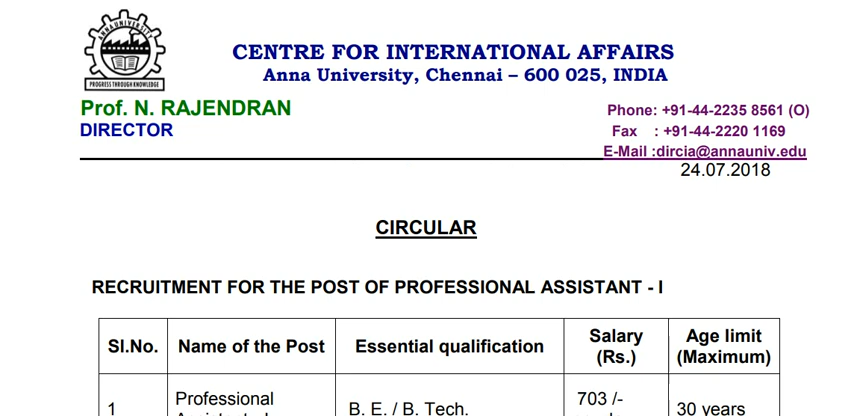 ANNA UNIVERSITY
PROGRESS THROUGH KNOWLEDGE
CENTRE FOR INTERNATIONAL AFFAIRS
Anna University, Chennai – 600 025, INDIA
Prof. N. RAJENDRAN
DIRECTOR
Phone: +91-44-2235 8561 (O)
Fax : +91-44-2220 1169
E-Mail :dircia@annauniv.edu
24.07.2018
CIRCULAR
RECRUITMENT FOR THE POST OF PROFESSIONAL ASSISTANT - I
Sl.No. Name of the Post Essential qualification Salary (Rs.) Age limit (Maximum)
1 Professional B. E. / B. Tech. 703 /- 30 years